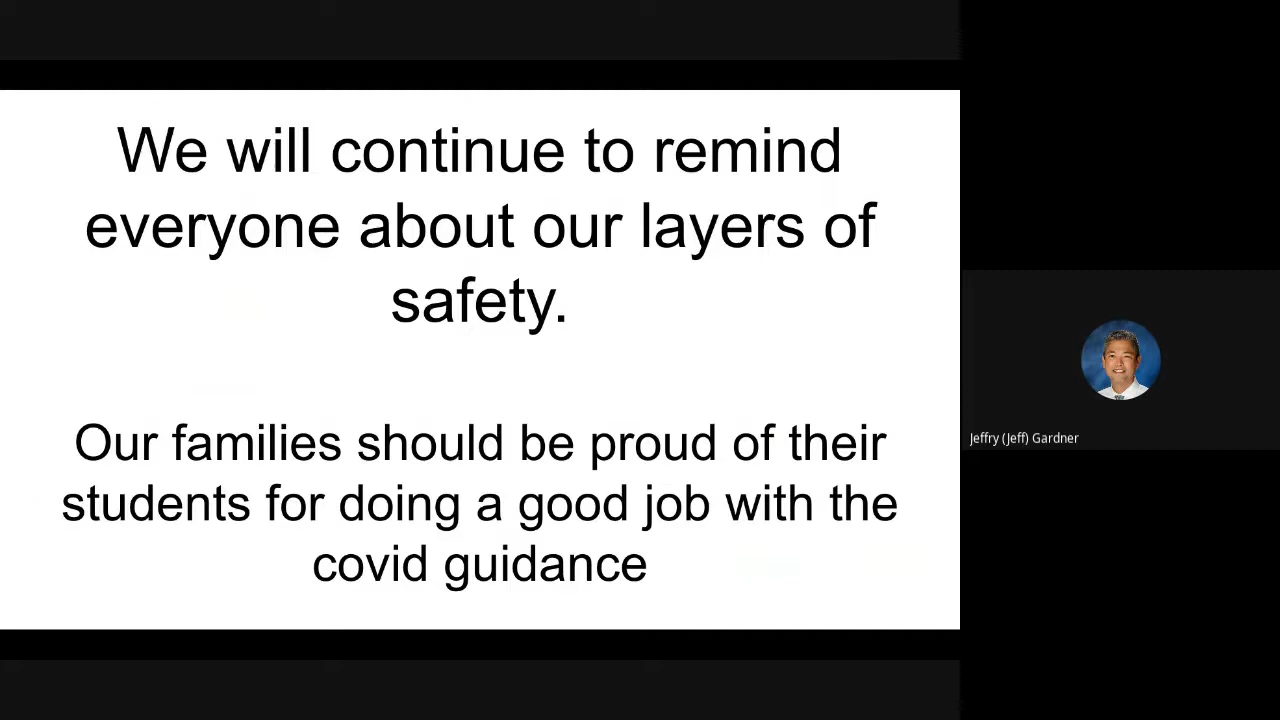 We will continue to remind
everyone about our layers of
safety.
Our families should be proud of their
students for doing a good job with the
covid guidance
Jeffry (Jeff) Gardner